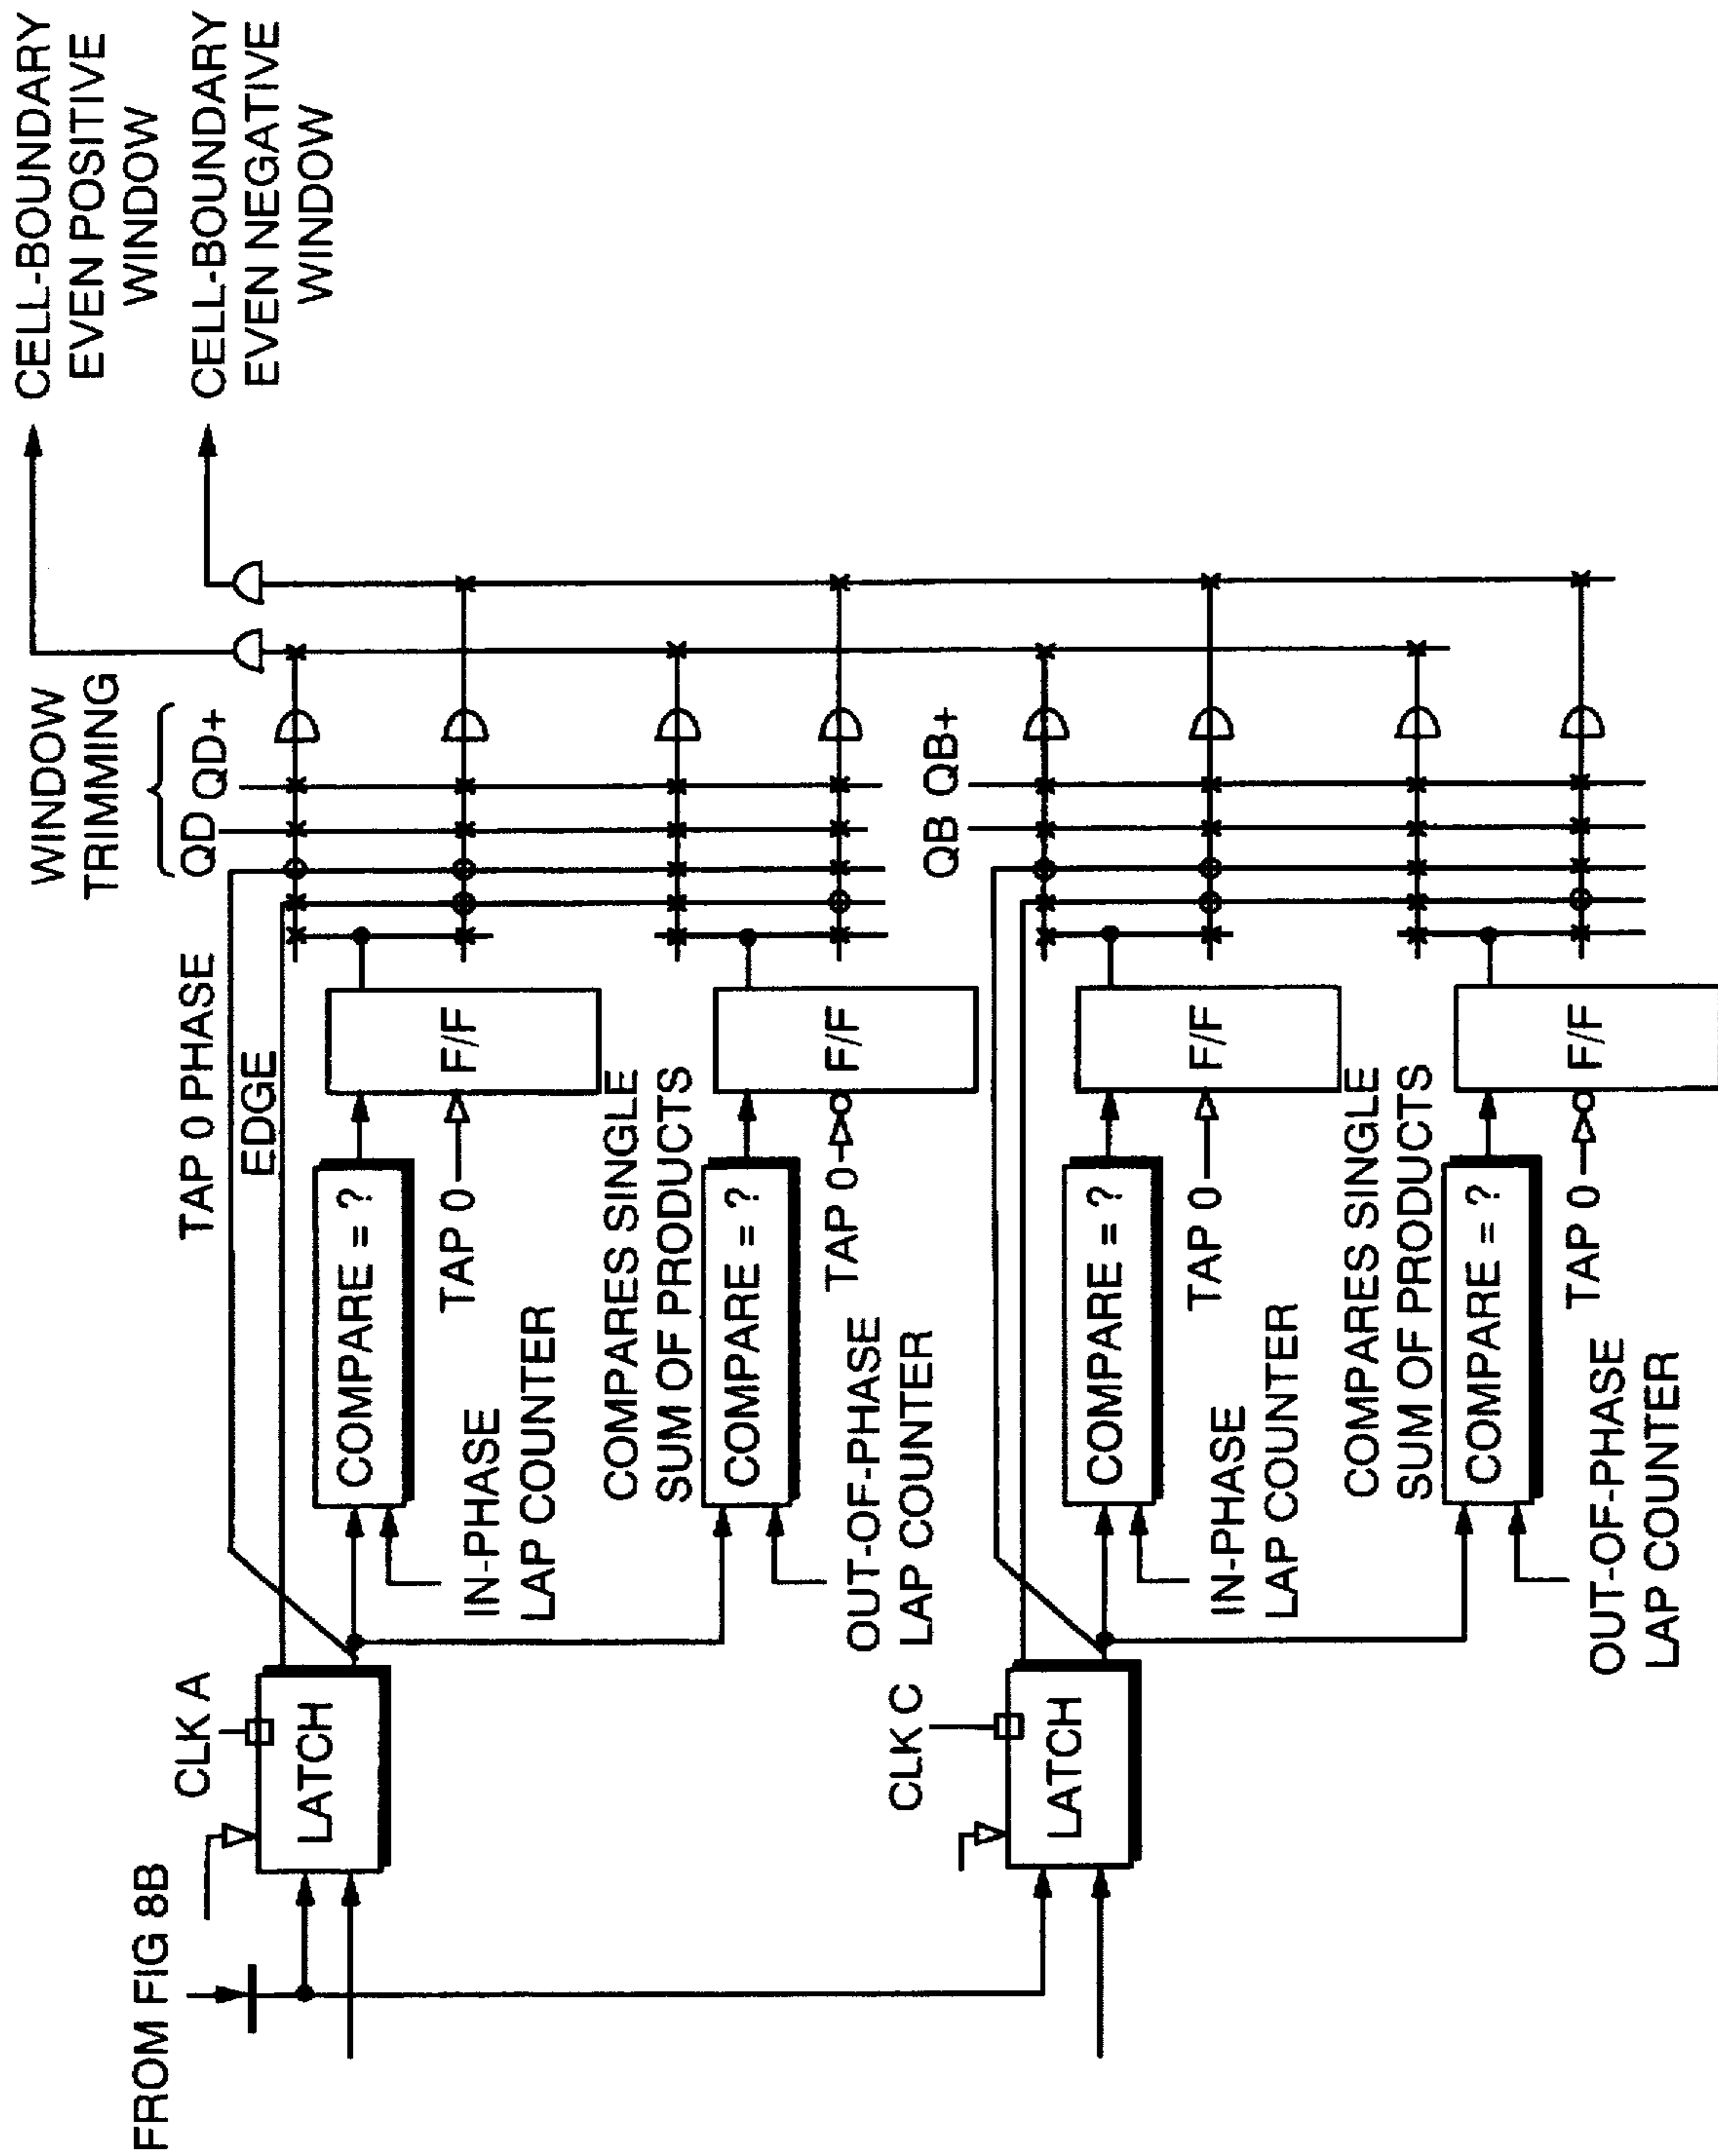 FROM FIG 8B
CLK A
LATCH
TAP 0 PHASE
EDGE
WINDOW
TRIMMING
QD
QD+
CELL-BOUNDARY
EVEN POSITIVE
WINDOW
CELL-BOUNDARY
EVEN NEGATIVE
WINDOW
COMPARE = ?
TAP 0
F/F
IN-PHASE
LAP COUNTER
COMPARES SINGLE
SUM OF PRODUCTS
COMPARE = ?
TAP 0
F/F
OUT-OF-PHASE
LAP COUNTER
CLK C
LATCH
QB
QB+
COMPARE = ?
TAP 0
F/F
IN-PHASE
LAP COUNTER
COMPARES SINGLE
SUM OF PRODUCTS
COMPARE = ?
TAP 0
F/F
OUT-OF-PHASE
LAP COUNTER